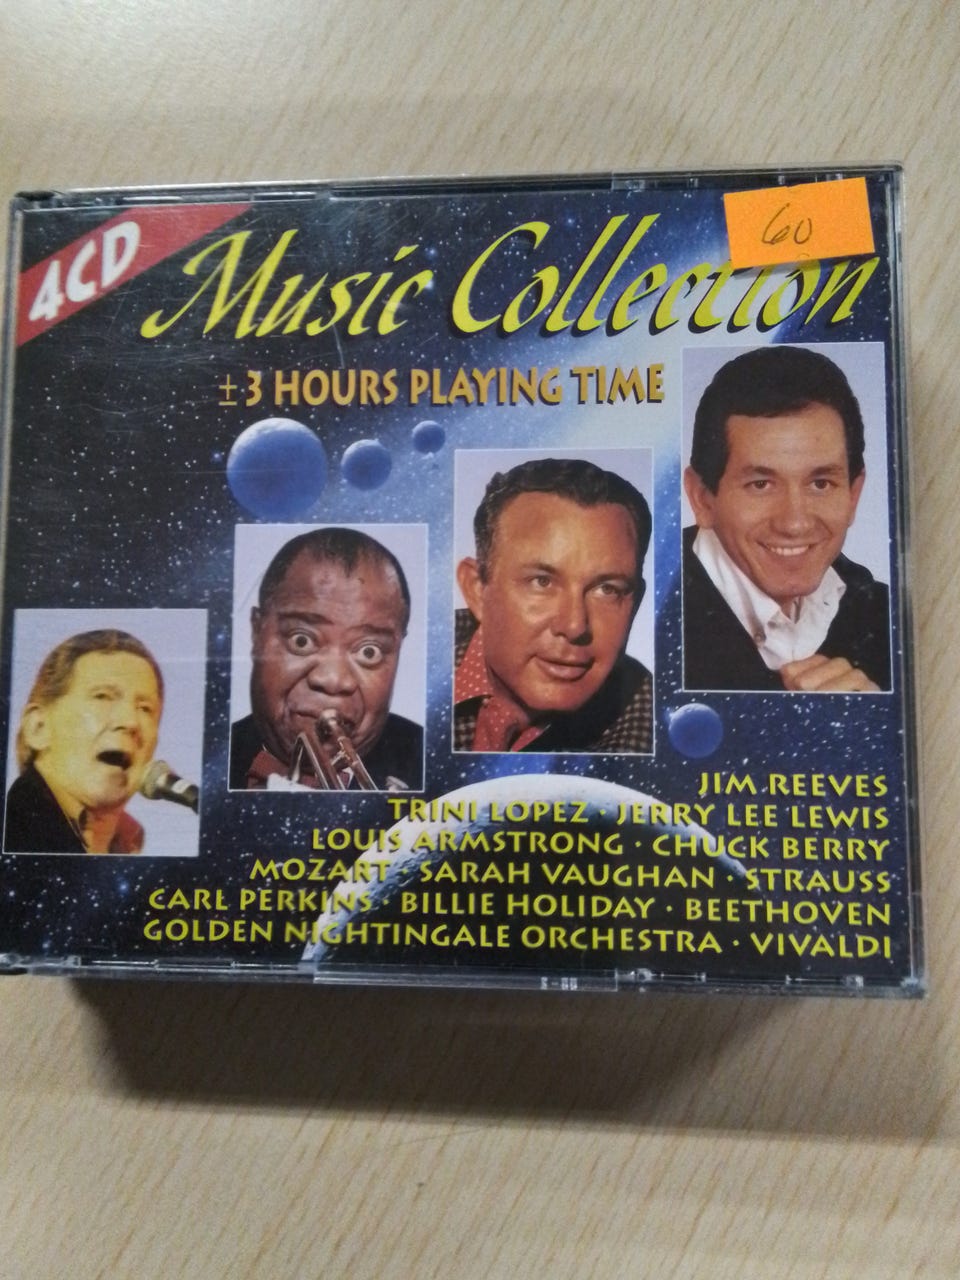 4CD
60
Music Collection
± 3 HOURS PLAYING TIME
JIM REEVES
TRINI LOPEZ · JERRY LEE LEWIS
LOUIS ARMSTRONG · CHUCK BERRY
MOZART · SARAH VAUGHAN · STRAUSS
CARL PERKINS · BILLIE HOLIDAY · BEETHOVEN
GOLDEN NIGHTINGALE ORCHESTRA · VIVALDI